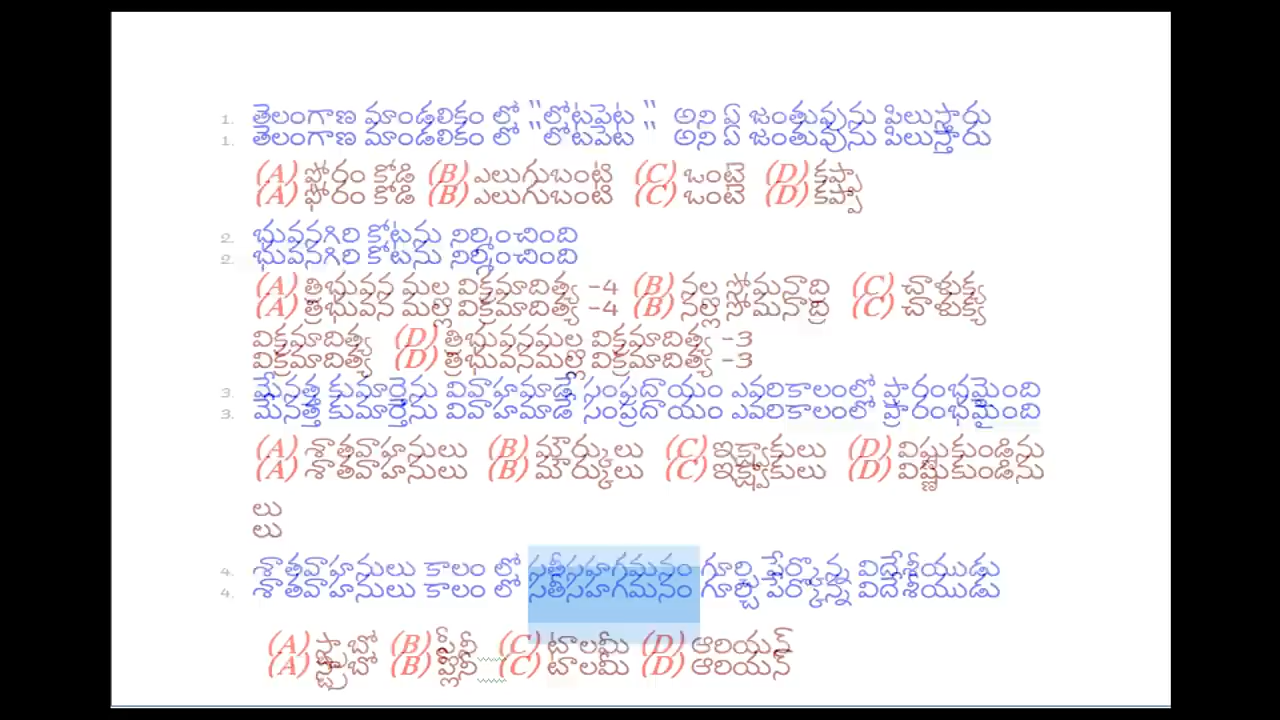 1. తెలంగాణ మాండలికం లో "లోటపెట " అని ఏ జంతువును పిలుస్తారు
(A) ఫోరం కోడి (B) ఎలుగుబంటి (C) ఒంటె (D) కప్పా
2. భువనగిరి కోటను నిర్మించింది
(A) త్రిభువన మల్ల విక్రమాదిత్య -4 (B) నల్ల సోమనాద్రి (C) చాళుక్య
విక్రమాదిత్య (D) త్రిభువనమల్ల విక్రమాదిత్య -3
3. మేనత్త కుమార్తెను వివాహమాడే సంప్రదాయం ఎవరికాలంలో ప్రారంభమైంది
(A) శాతవాహనులు (B) మౌర్కులు (C) ఇక్ష్వాకులు (D) విష్ణుకుండిను
లు
4. శాతవాహనులు కాలం లో సతీసహగమనం గూర్చి పేర్కొన్న విదేశీయుడు
(A) స్ట్రాబో (B) ప్లీనీ (C) టాలమీ (D) ఆరియన్